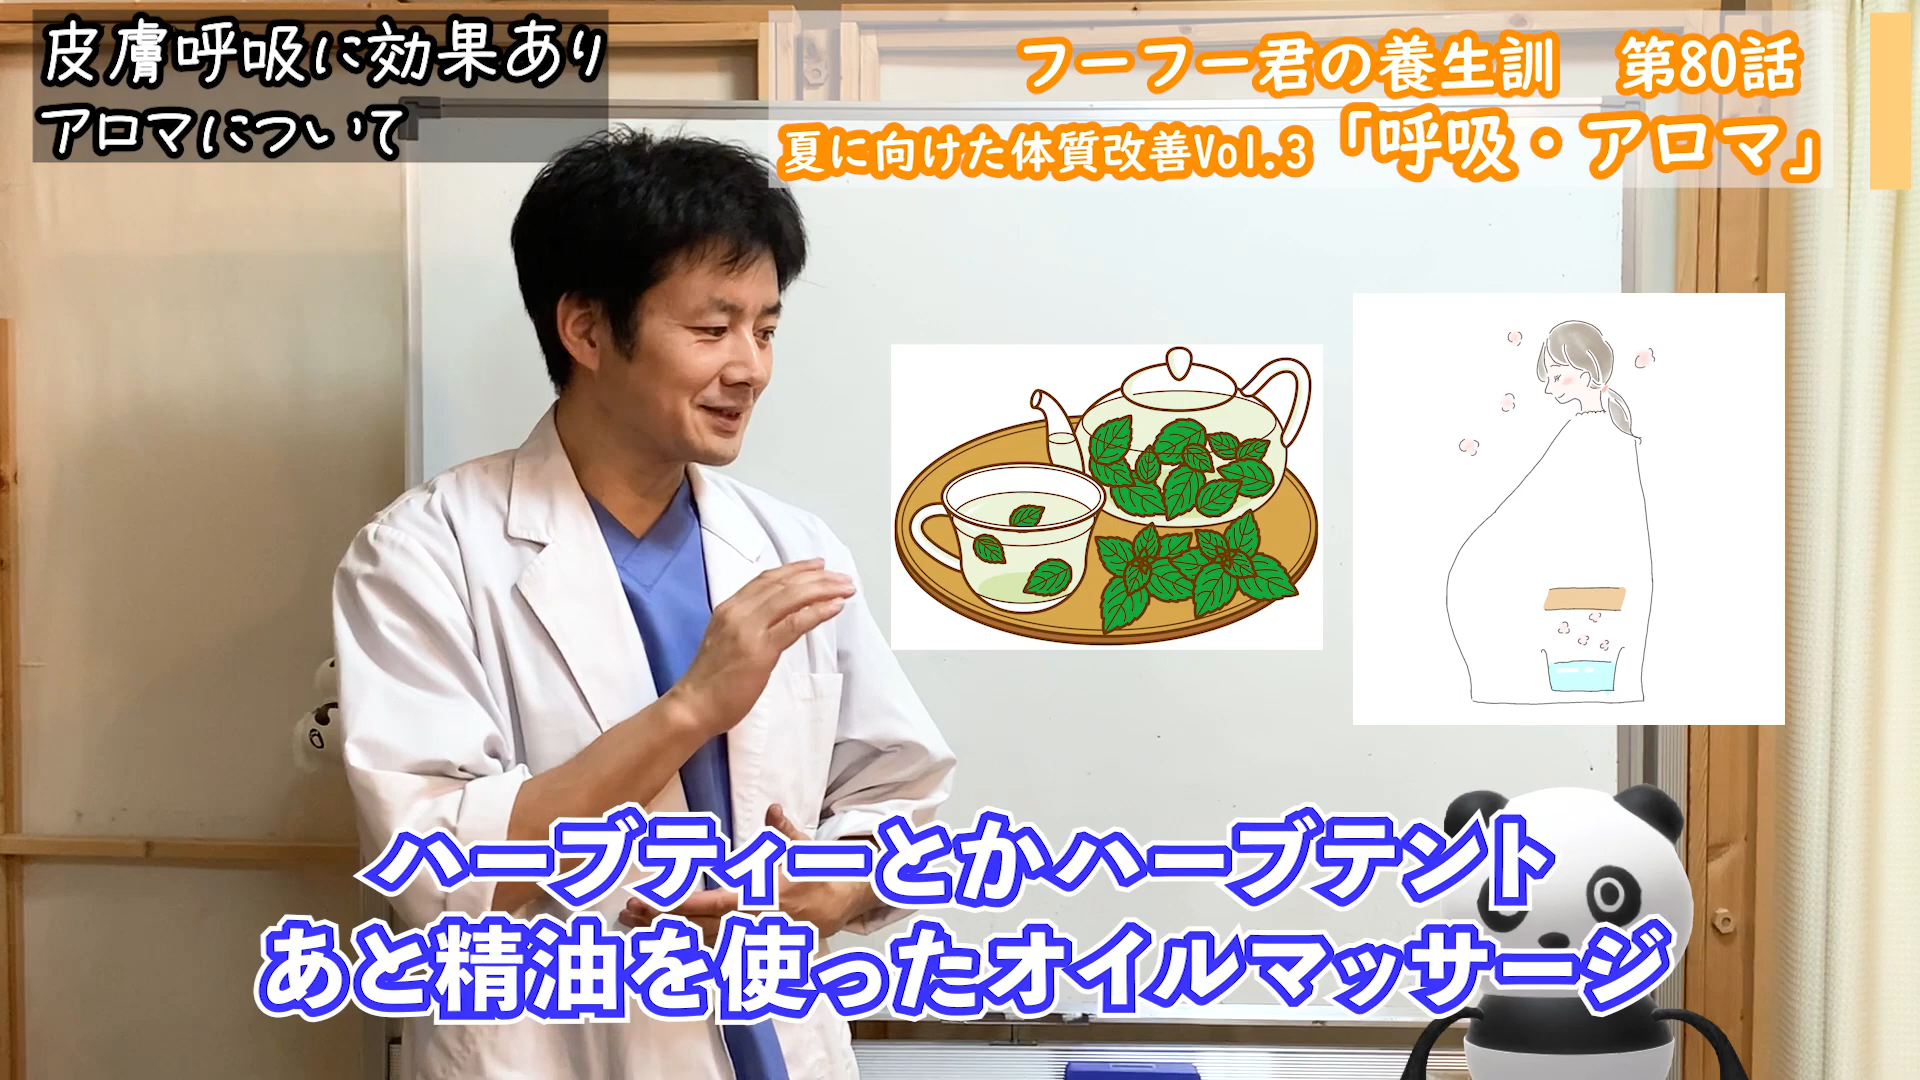 皮膚呼吸に効果あり
アロマについて
フーフー君の養生訓　第80話
夏に向けた体質改善Vol.3「呼吸・アロマ」
ハーブティーとかハーブテント
あと精油を使ったオイルマッサージ